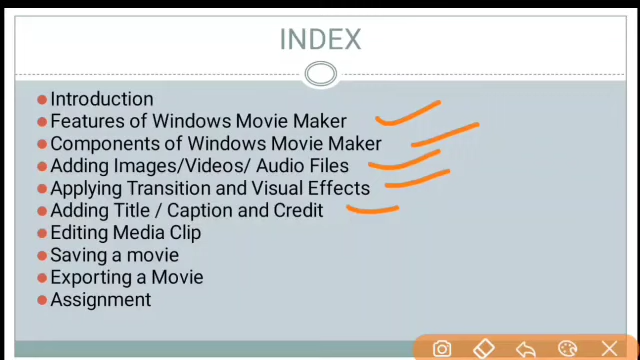 INDEX
Introduction
Features of Windows Movie Maker
Components of Windows Movie Maker
Adding Images/Videos/ Audio Files
Applying Transition and Visual Effects
Adding Title / Caption and Credit
Editing Media Clip
Saving a movie
Exporting a Movie
Assignment